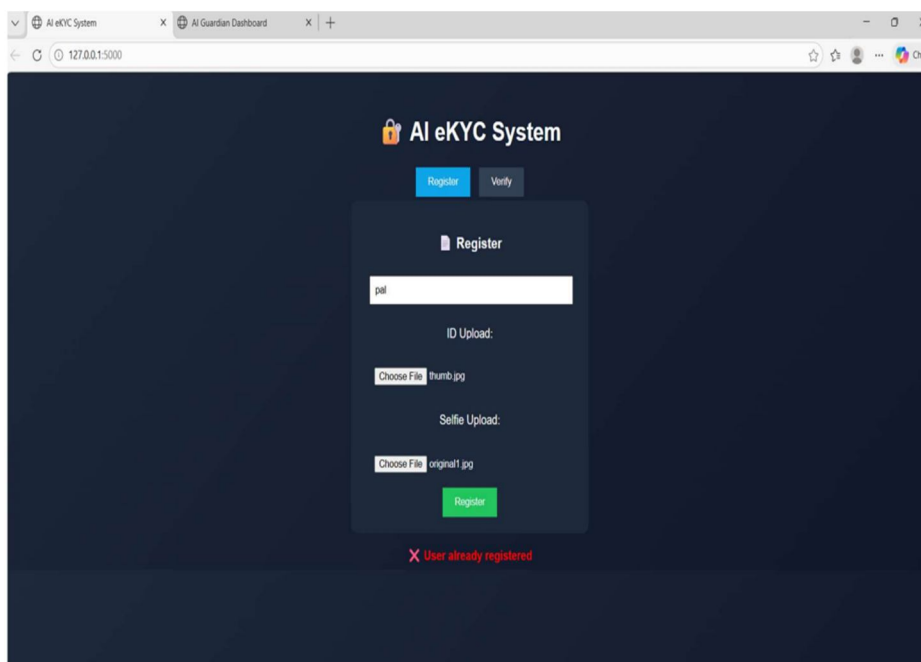 AI eKYC System
AI Guardian Dashboard
127.0.0.1:5000
AI eKYC System
Register Verify
Register
pal
ID Upload:
Choose File thumb.jpg
Selfie Upload:
Choose File original1.jpg
Register
User already registered